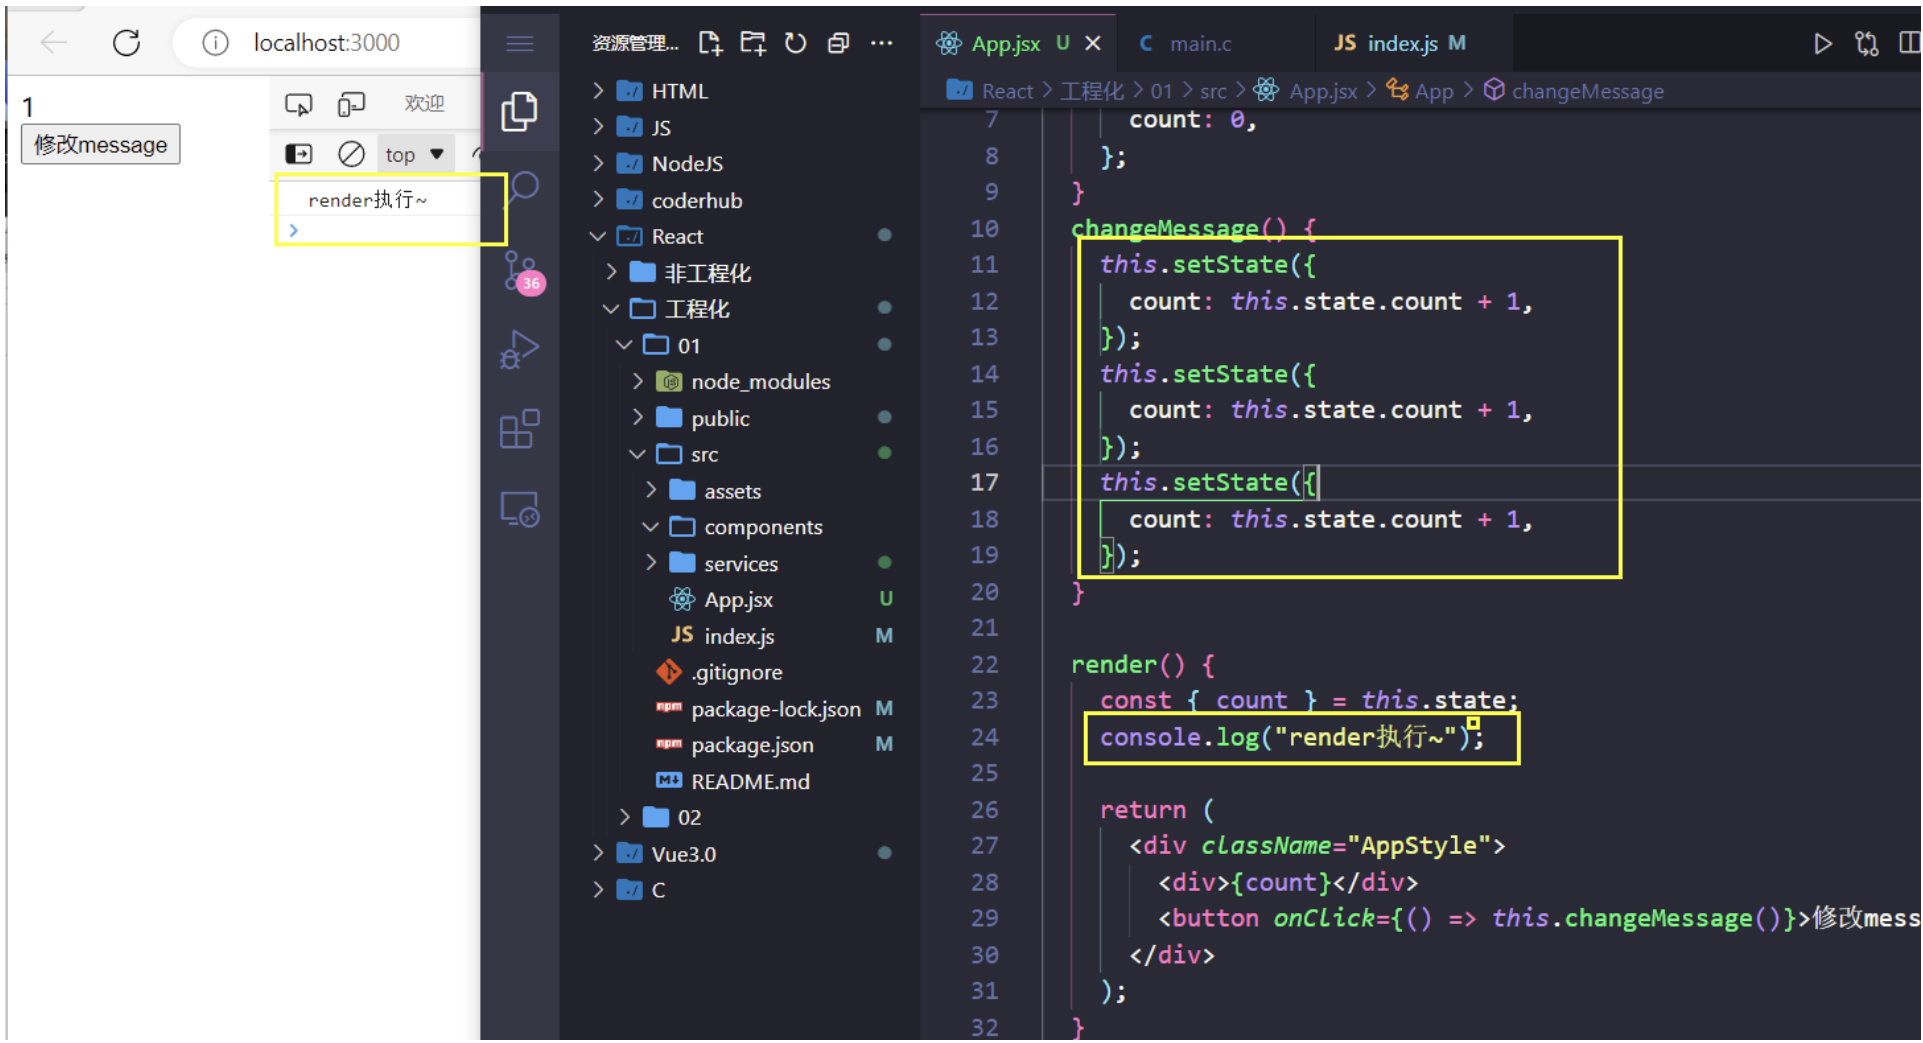 localhost:3000
1
修改message
欢迎
top
render执行~
资源管理...
HTML
JS
NodeJS
coderhub
React
非工程化
工程化
01
node_modules
public
src
assets
components
services
App.jsx U
JS index.js M
.gitignore
npm package-lock.json M
npm package.json M
README.md
02
Vue3.0
C
36
App.jsx U
C main.c
JS index.js M
React > 工程化 > 01 > src > App.jsx > App > changeMessage
7 count: 0,
8 };
9 }
10 changeMessage() {
11 this.setState({
12 count: this.state.count + 1,
13 });
14 this.setState({
15 count: this.state.count + 1,
16 });
17 this.setState({
18 count: this.state.count + 1,
19 });
20 }
21
22 render() {
23 const { count } = this.state;
24 console.log("render执行~");
25
26 return (
27 <div className="AppStyle">
28 <div>{count}</div>
29 <button onClick={() => this.changeMessage()}>修改mess
30 </div>
31 );
32 }